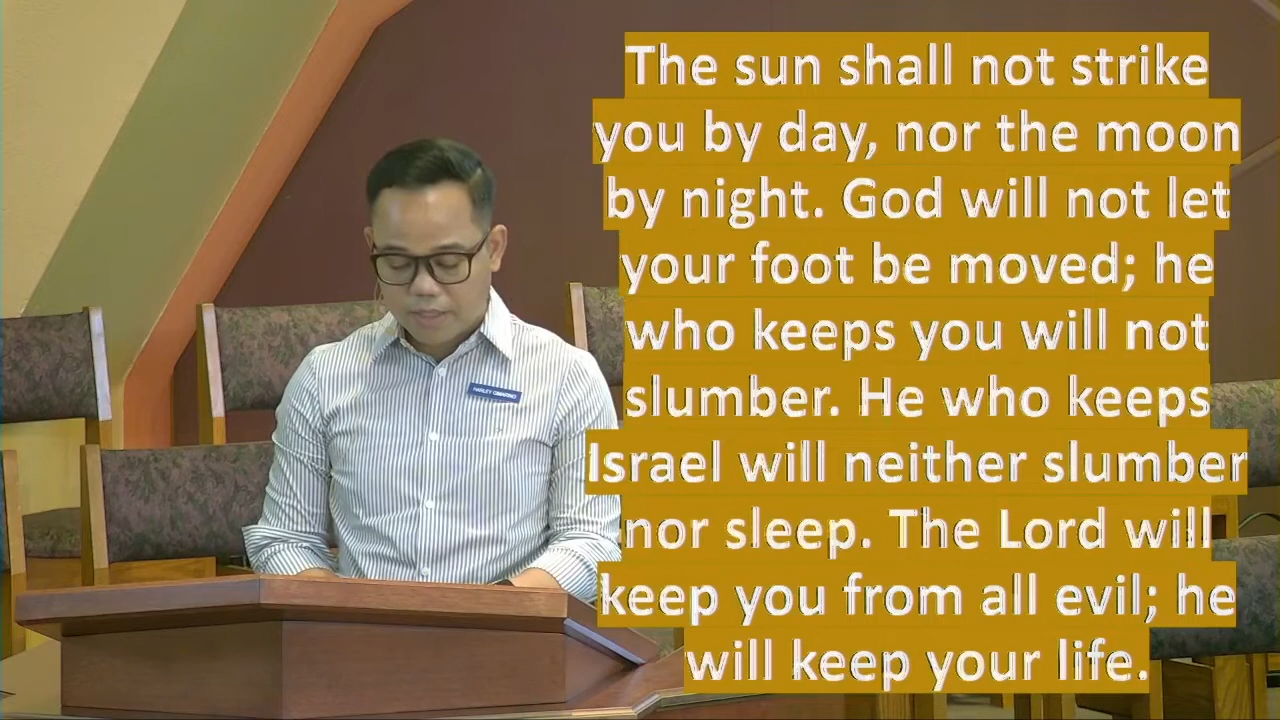 The sun shall not strike
you by day, nor the moon
by night. God will not let
your foot be moved; he
who keeps you will not
slumber. He who keeps
Israel will neither slumber
nor sleep. The Lord will
keep you from all evil; he
will keep your life.